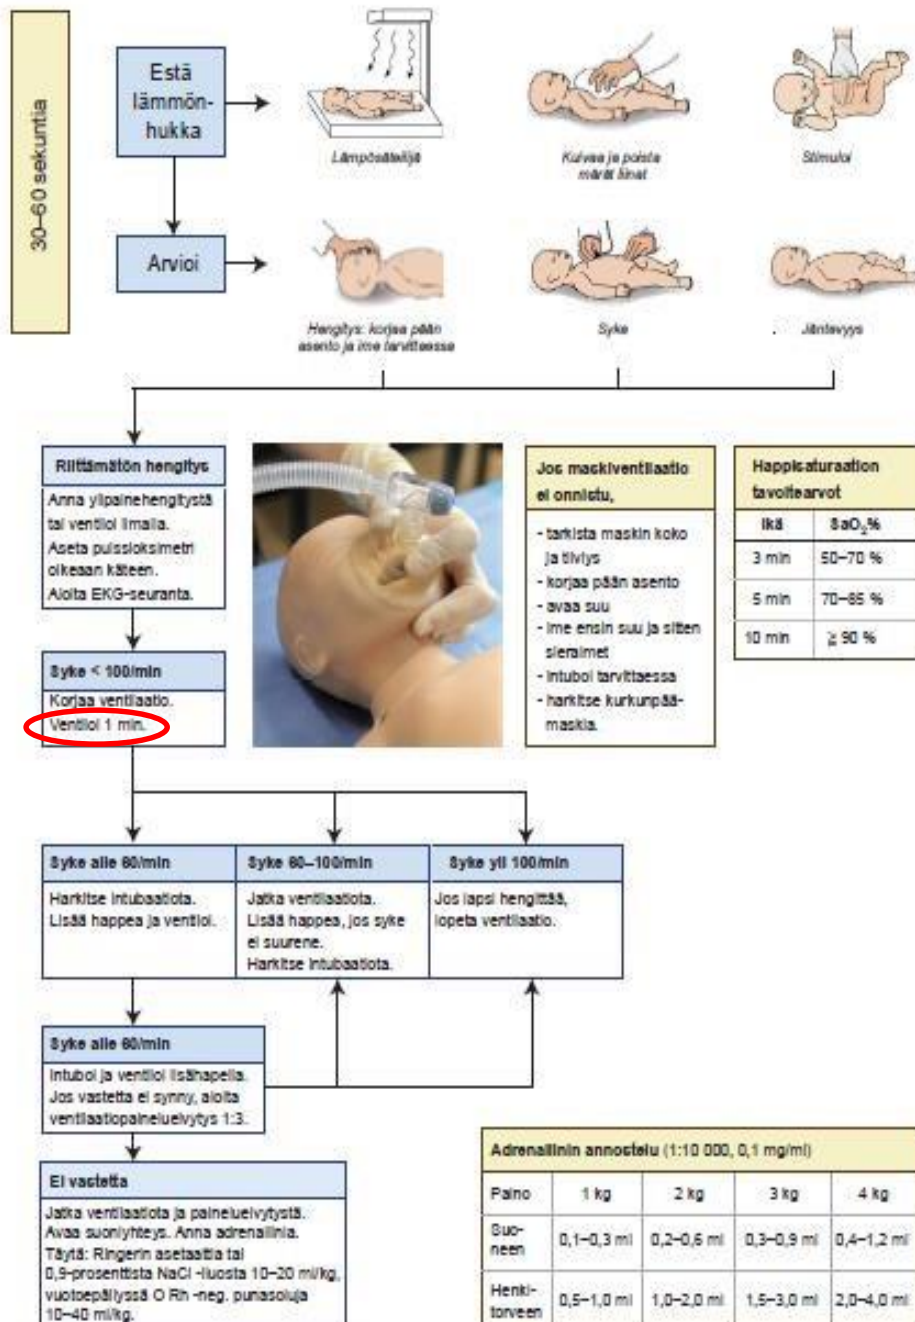 30–60 sekuntia
Estä
lämmön-
hukka
Lämpösäteilijä
Kuivaa ja poista
märät liinat
Stimuloi
Arvioi
Hengitys: korjaa pään
asento ja ime tarvittaessa
Syke
Jäntevyys
Riittämätön hengitys
Anna ylipainehengitystä
tai ventiloi ilmalla.
Aseta pulssioksimetri
oikeaan käteen.
Aloita EKG-seuranta.
Syke < 100/min
Korjaa ventilaatio.
Ventiloi 1 min.
Jos maskiventilaatio
ei onnistu,
- tarkista maskin koko
ja tiiviys
- korjaa pään asento
- avaa suu
- ime ensin suu ja sitten
sieraimet
- intuboi tarvittaessa
- harkitse kurkunpää-
maskia.
Happisaturaation
tavoitearvot
Ikä SaO₂%
3 min 50–70 %
5 min 70–85 %
10 min ≧ 90 %
Syke alle 60/min
Harkitse intubaatiota.
Lisää happea ja ventiloi.
Syke 60–100/min
Jatka ventilaatiota.
Lisää happea, jos syke
ei suurene.
Harkitse intubaatiota.
Syke yli 100/min
Jos lapsi hengittää,
lopeta ventilaatio.
Syke alle 60/min
Intuboi ja ventiloi lisähapella.
Jos vastetta ei synny, aloita
ventilaatiopaineluelvytys 1:3.
Ei vastetta
Jatka ventilaatiota ja paineluelvytystä.
Avaa suoniyhteys. Anna adrenaliinia.
Täytä: Ringerin asetaattia tai
0,9-prosenttista NaCl -liuosta 10–20 ml/kg,
vuotoepäilyssä O Rh -neg. punasoluja
10–40 ml/kg.
Adrenaliinin annostelu (1:10 000, 0,1 mg/ml)
Paino 1 kg 2 kg 3 kg 4 kg
Suo-
neen 0,1–0,3 ml 0,2–0,6 ml 0,3–0,9 ml 0,4–1,2 ml
Henki-
torveen 0,5–1,0 ml 1,0–2,0 ml 1,5–3,0 ml 2,0–4,0 ml